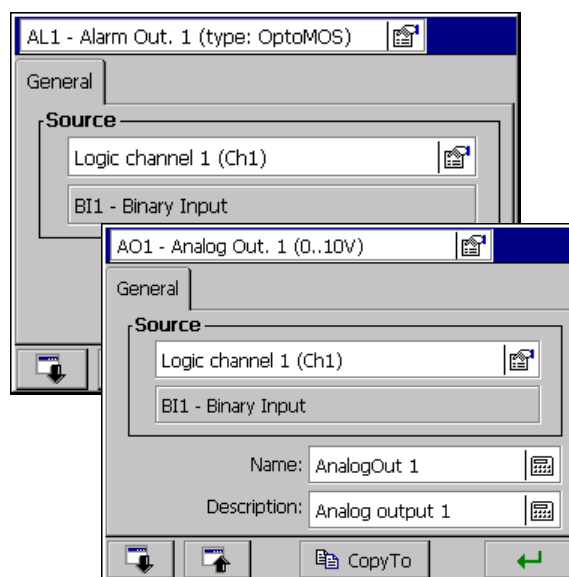 AL1 - Alarm Out. 1 (type: OptoMOS)
General
Source
Logic channel 1 (Ch1)
BI1 - Binary Input
AO1 - Analog Out. 1 (0..10V)
General
Source
Logic channel 1 (Ch1)
BI1 - Binary Input
Name: AnalogOut 1
Description: Analog output 1
CopyTo